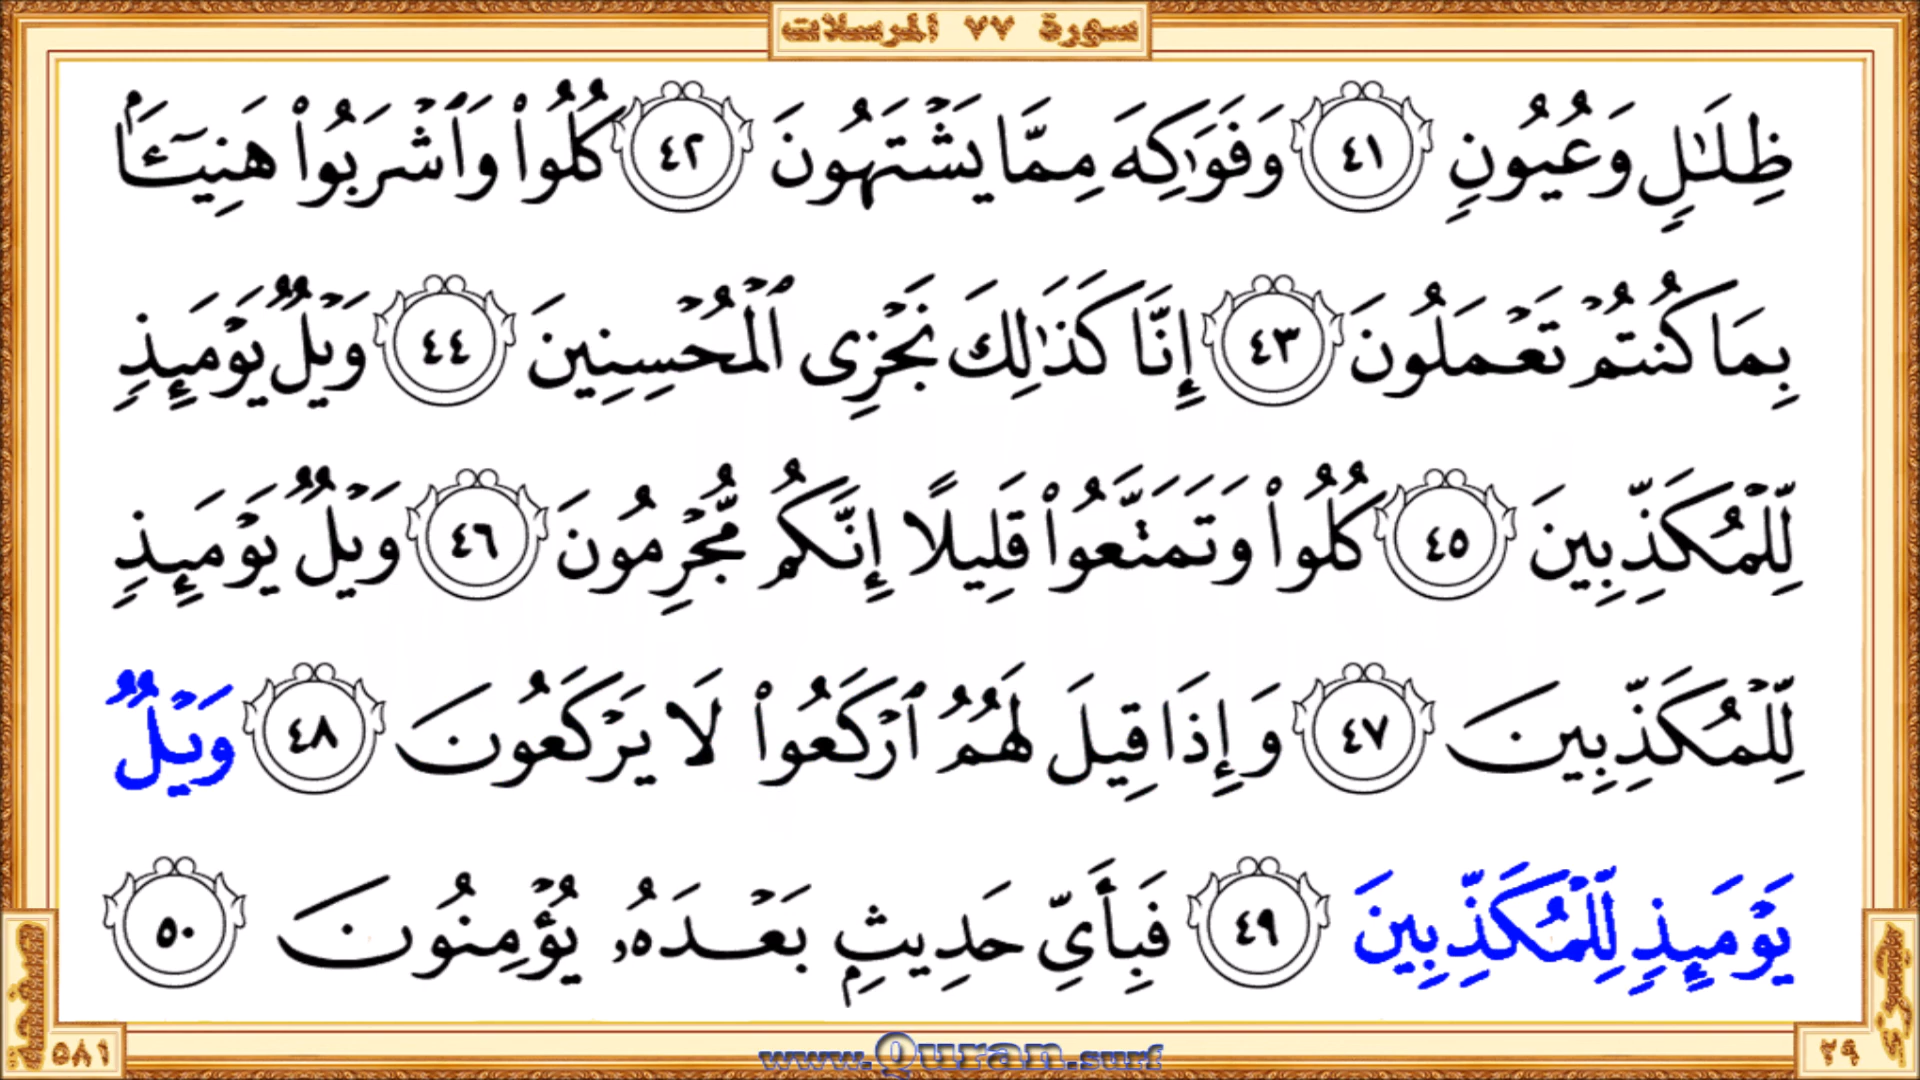 سورة ٧٧ المرسلات
ظِلَٰلٍ وَعُيُونٍ ٤١ وَفَوَٰكِهَ مِمَّا يَشْتَهُونَ ٤٢ كُلُوا۟ وَٱشْرَبُوا۟ هَنِيٓـَٔۢا
بِمَا كُنتُمْ تَعْمَلُونَ ٤٣ إِنَّا كَذَٰلِكَ نَجْزِى ٱلْمُحْسِنِينَ ٤٤ وَيْلٌ يَوْمَئِذٍ
لِّلْمُكَذِّبِينَ ٤٥ كُلُوا۟ وَتَمَتَّعُوا۟ قَلِيلًا إِنَّكُم مُّجْرِمُونَ ٤٦ وَيْلٌ يَوْمَئِذٍ
لِّلْمُكَذِّبِينَ ٤٧ وَإِذَا قِيلَ لَهُمُ ٱرْكَعُوا۟ لَا يَرْكَعُونَ ٤٨ وَيْلٌ
يَوْمَئِذٍ لِّلْمُكَذِّبِينَ ٤٩ فَبِأَىِّ حَدِيثٍۭ بَعْدَهُۥ يُؤْمِنُونَ ٥٠
صفحة ٥٨١
www.Quran.surf
٢٩